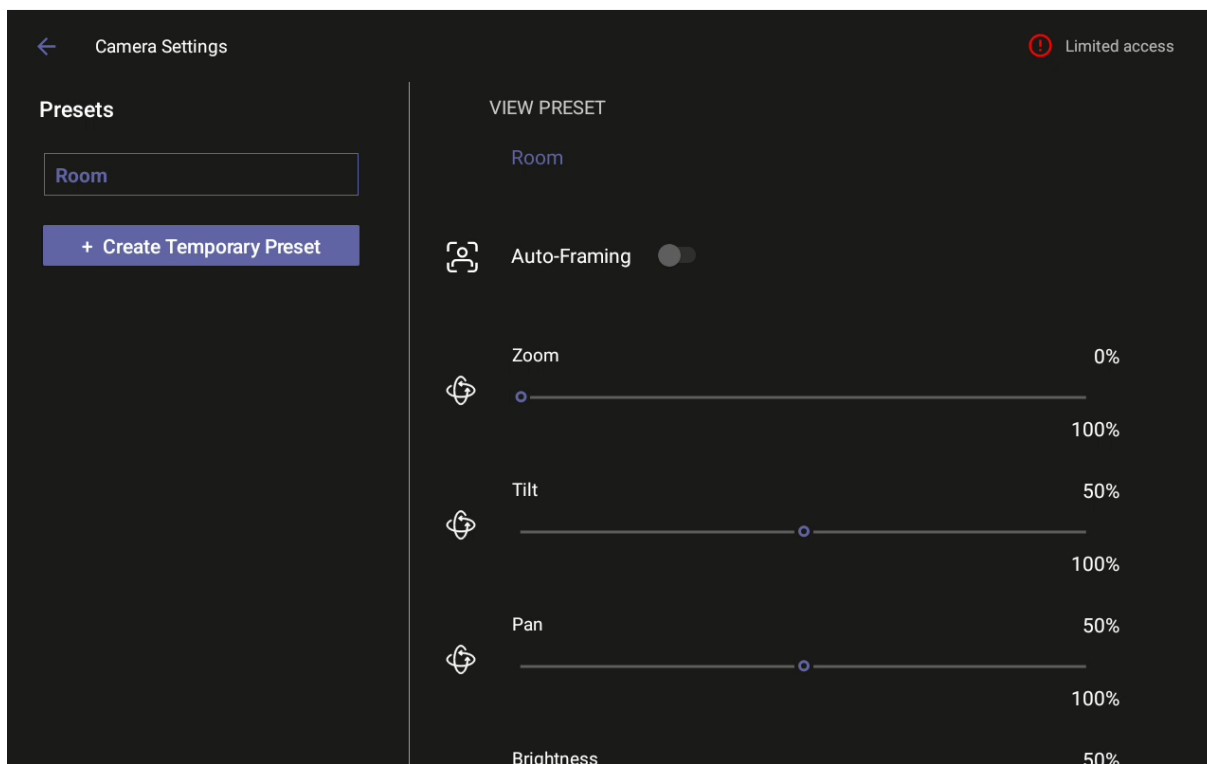 Camera Settings
Limited access
Presets
Room
+ Create Temporary Preset
VIEW PRESET
Room
Auto-Framing
Zoom 0%
100%
Tilt 50%
100%
Pan 50%
100%
Brightness 50%